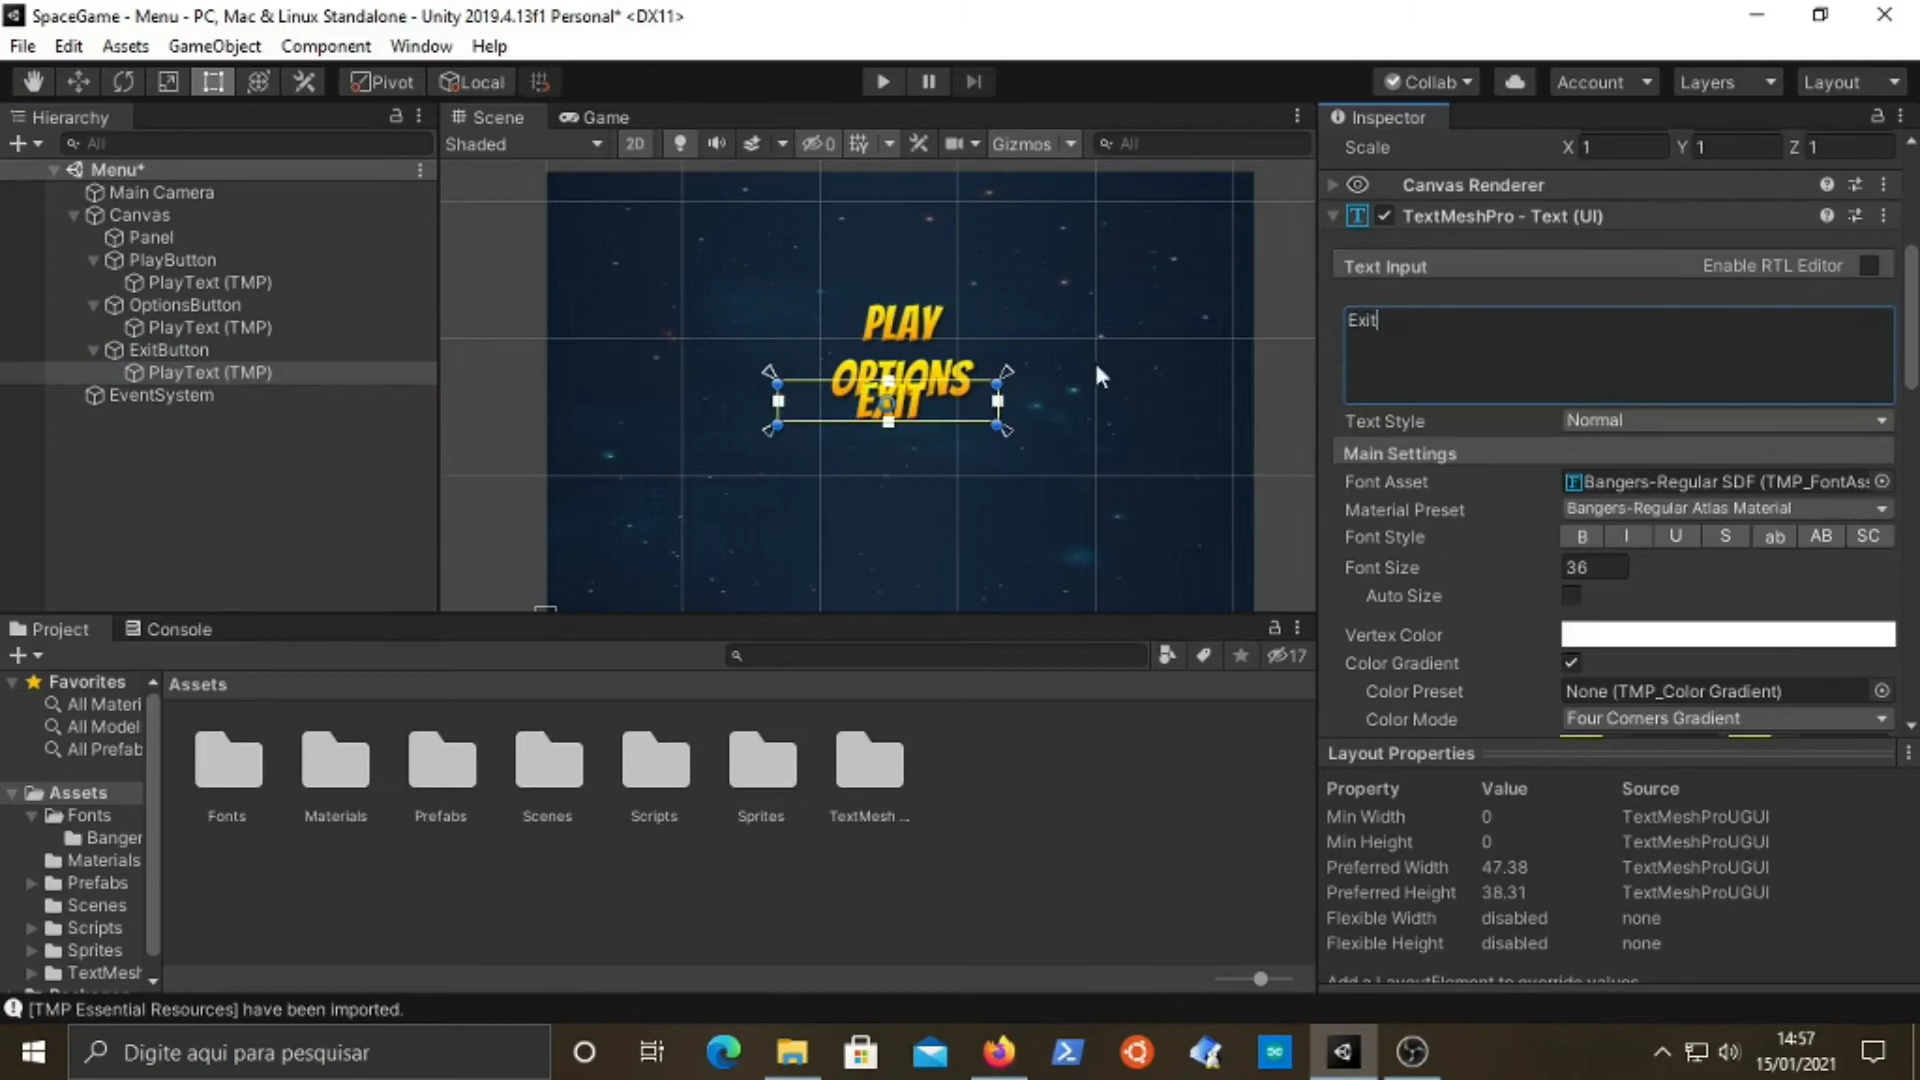 SpaceGame - Menu - PC, Mac & Linux Standalone - Unity 2019.4.13f1 Personal* <DX11>
File Edit Assets GameObject Component Window Help
Pivot Local Collab Account Layers Layout
Hierarchy
All
Menu*
Main Camera
Canvas
Panel
PlayButton
PlayText (TMP)
OptionsButton
PlayText (TMP)
ExitButton
PlayText (TMP)
EventSystem
Scene Game
Shaded 2D 0 Gizmos All
PLAY
OPTIONS
EXIT
Inspector
Scale X 1 Y 1 Z 1
Canvas Renderer
TextMeshPro - Text (UI)
Text Input Enable RTL Editor
Exit
Text Style Normal
Main Settings
Font Asset Bangers-Regular SDF (TMP_FontAss
Material Preset Bangers-Regular Atlas Material
Font Style B I U S ab AB SC
Font Size 36
Auto Size
Vertex Color
Color Gradient
Color Preset None (TMP_Color Gradient)
Color Mode Four Corners Gradient
Layout Properties
Property Value Source
Min Width 0 TextMeshProUGUI
Min Height 0 TextMeshProUGUI
Preferred Width 47.38 TextMeshProUGUI
Preferred Height 38.31 TextMeshProUGUI
Flexible Width disabled none
Flexible Height disabled none
Add a LayoutElement to override values
Project Console
17
Favorites
All Materi
All Model
All Prefab
Assets
Fonts
Banger
Materials
Prefabs
Scenes
Scripts
Sprites
TextMesh
Assets
Fonts Materials Prefabs Scenes Scripts Sprites TextMesh ...
[TMP Essential Resources] have been imported.
Digite aqui para pesquisar
14:57
15/01/2021